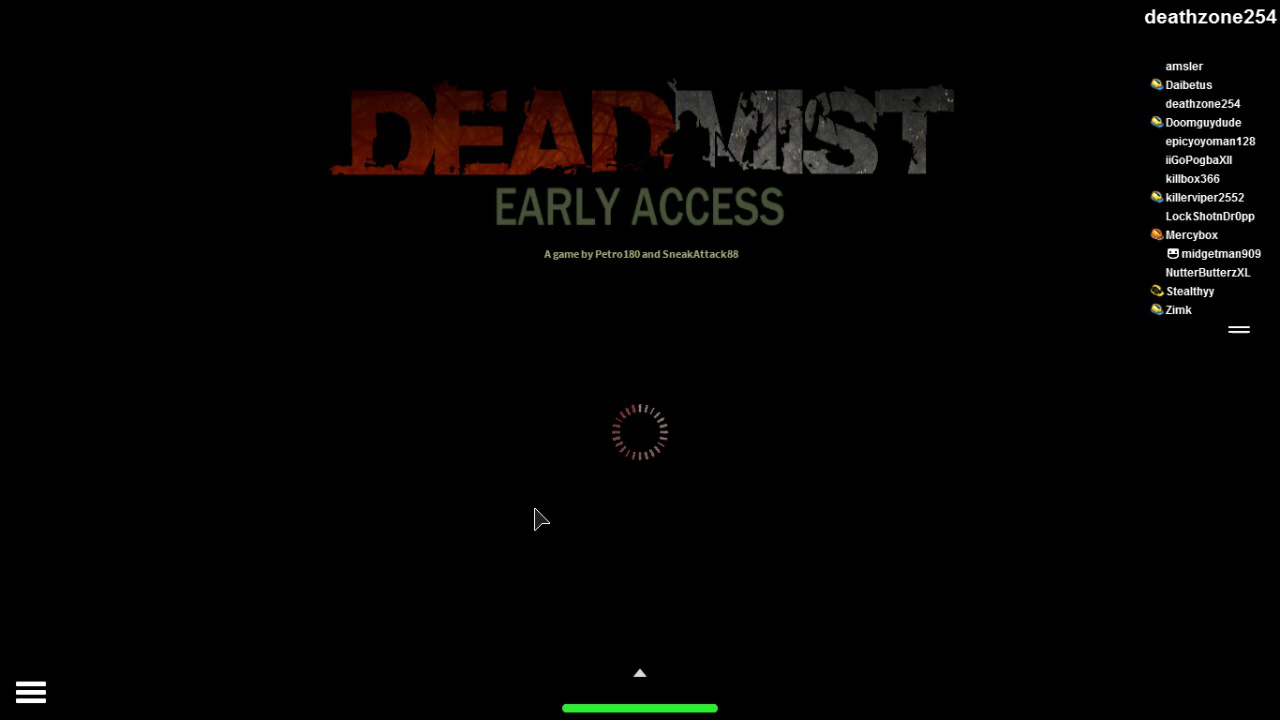 deathzone254
DEADMIST
EARLY ACCESS
A game by Petro180 and SneakAttack88
amsler
Daibetus
deathzone254
Doomguydude
epicyoyoman128
iiGoPogbaXII
killbox366
killerviper2552
LockShotnDr0pp
Mercybox
midgetman909
NutterButterzXL
Stealthyy
Zimk